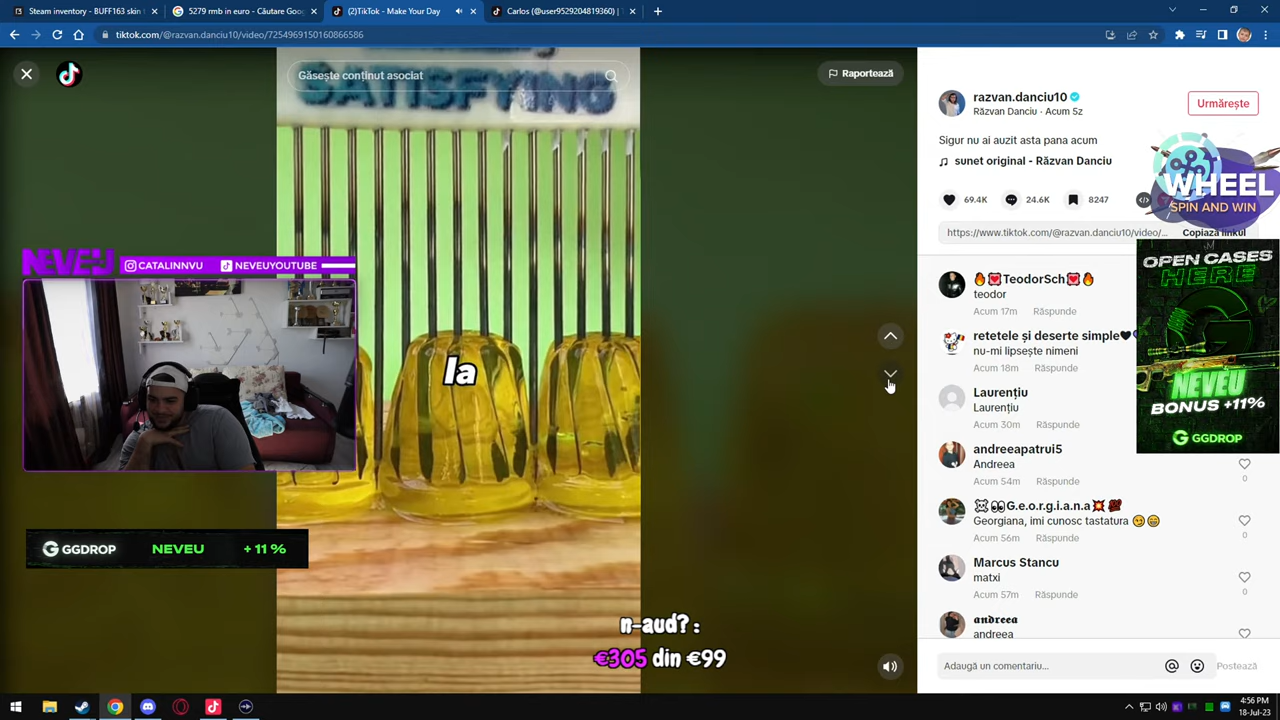 Steam inventory - BUFF163 skin t
5279 rmb in euro - Căutare Goog
(2)TikTok - Make Your Day
Carlos (@user9529204819360) | T
tiktok.com/@razvan.danciu10/video/7254969150160866586
Găsește conținut asociat
Raportează
SATISFYING
la
NEVEU
CATALINNVU
NEVEUYOUTUBE
GGDROP NEVEU + 11 %
n-aud? :
€305 din €99
razvan.danciu10
Răzvan Danciu · Acum 5z
Urmărește
Sigur nu ai auzit asta pana acum
sunet original - Răzvan Danciu
69.4K
24.6K
8247
WHEEL
SPIN AND WIN
https://www.tiktok.com/@razvan.danciu10/video/...
Copiază linkul
OPEN CASES
HERE
NEVEU
BONUS +11%
GGDROP
🔥💓TeodorSch💓🔥
teodor
Acum 17m Răspunde
retetele și deserte simple🖤
nu-mi lipsește nimeni
Acum 18m Răspunde
Laurențiu
Laurențiu
Acum 30m Răspunde
andreeapatrui5
Andreea
Acum 54m Răspunde
0
☠️👀G.e.o.r.g.i.a.n.a💥💯
Georgiana, imi cunosc tastatura 😏😁
Acum 56m Răspunde
0
Marcus Stancu
matxi
Acum 57m Răspunde
0
𝖆𝖓𝖉𝖗𝖊𝖊𝖆
andreea
Adaugă un comentariu...
Postează
4:56 PM
18-Jul-23